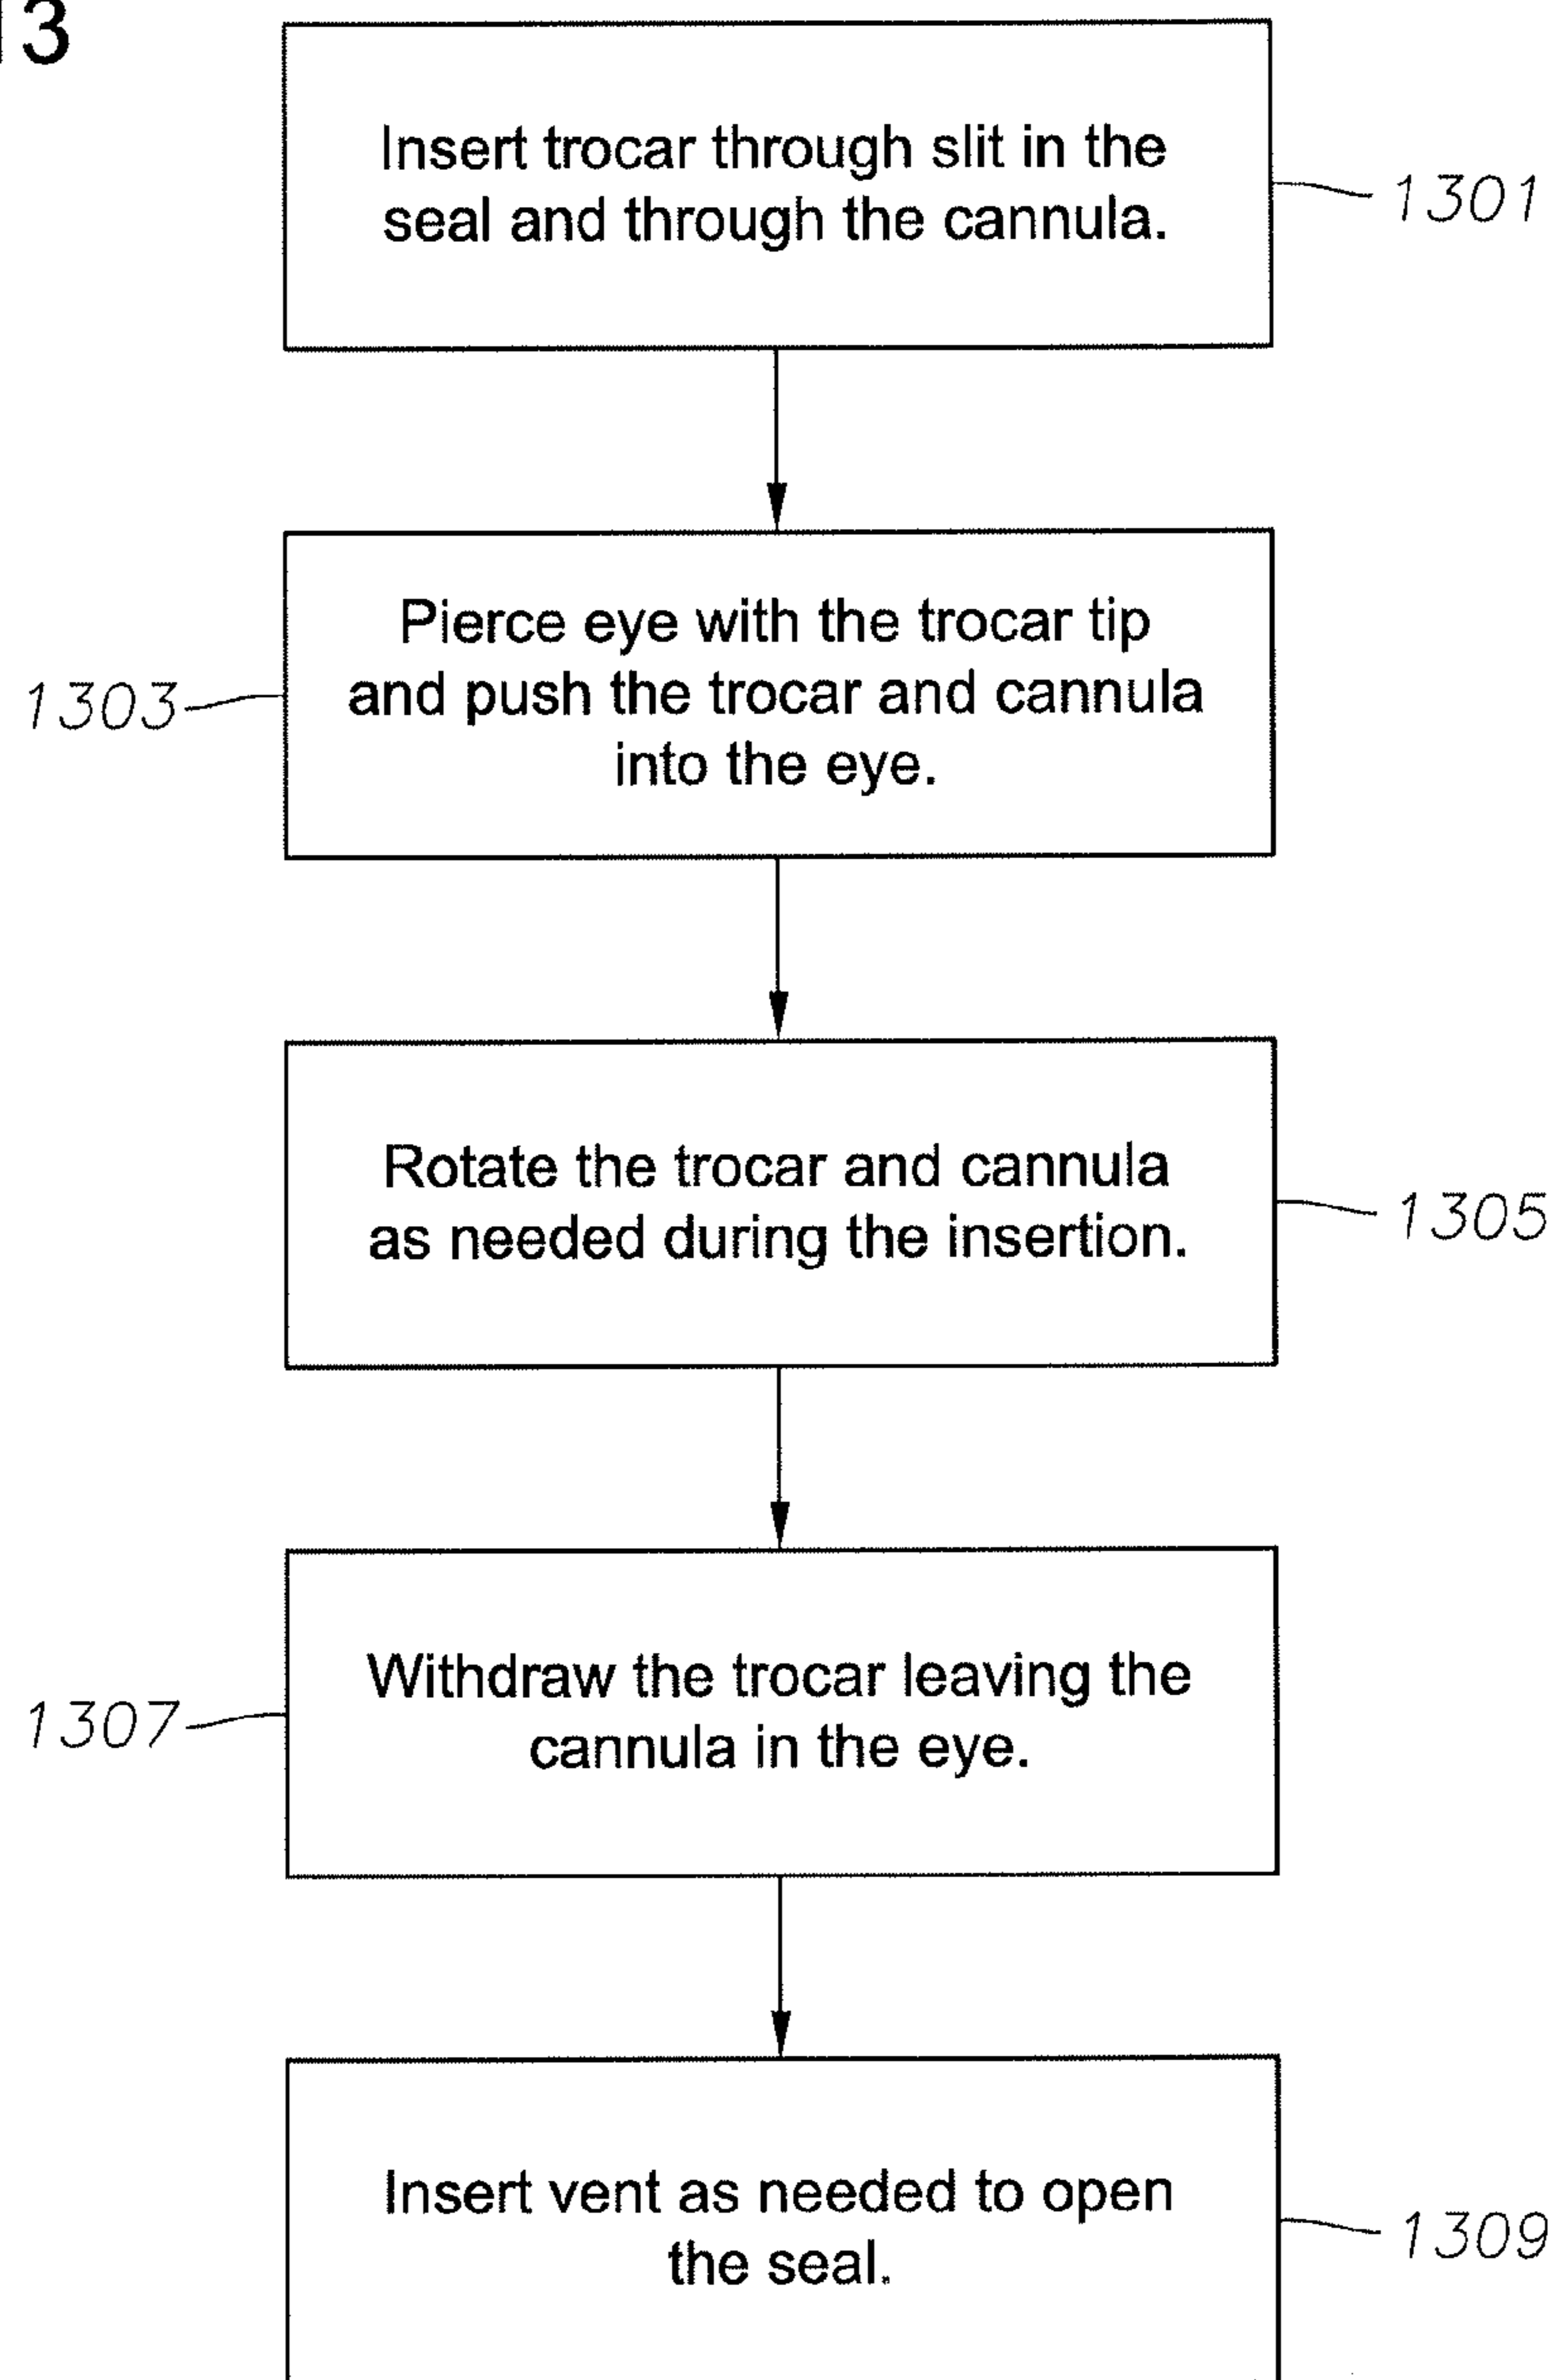 13
Insert trocar through slit in the
seal and through the cannula.
1301
Pierce eye with the trocar tip
and push the trocar and cannula
into the eye.
1303
Rotate the trocar and cannula
as needed during the insertion.
1305
Withdraw the trocar leaving the
cannula in the eye.
1307
Insert vent as needed to open
the seal.
1309